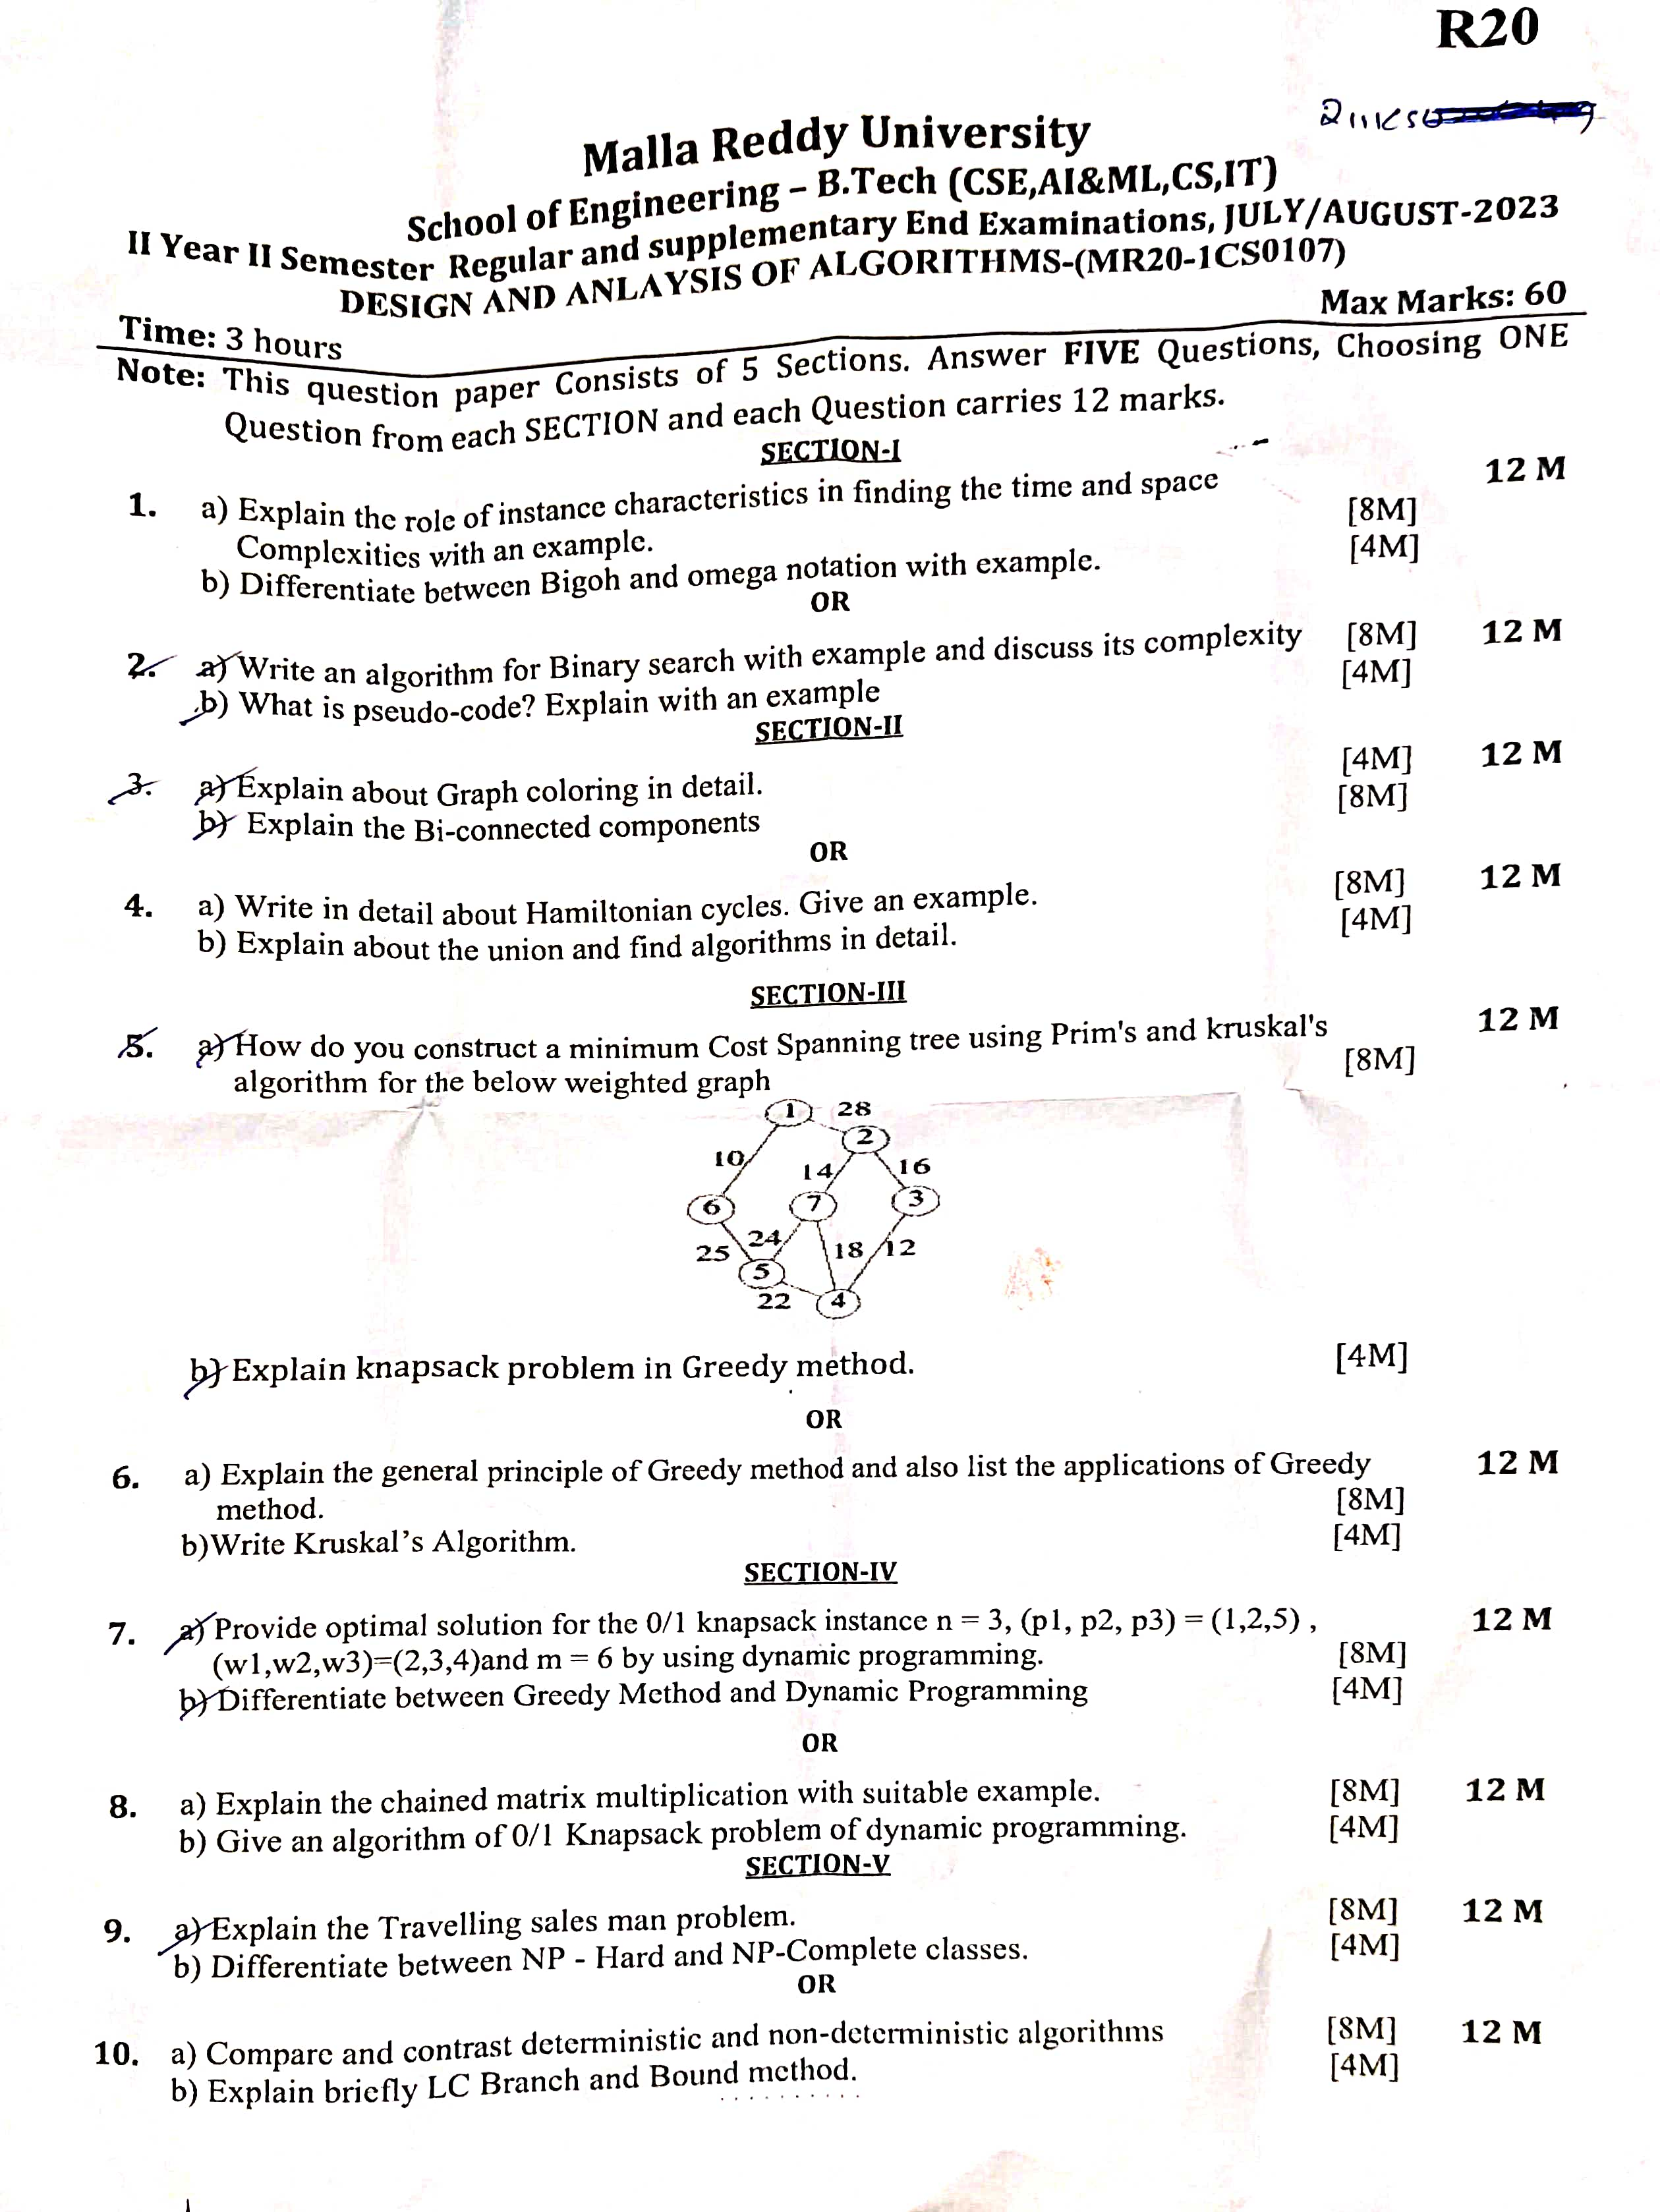 R20
Malla Reddy University
School of Engineering – B.Tech (CSE,AI&ML,CS,IT)
II Year II Semester Regular and supplementary End Examinations, JULY/AUGUST-2023
DESIGN AND ANLAYSIS OF ALGORITHMS-(MR20-1CS0107)
Time: 3 hours Max Marks: 60
Note: This question paper Consists of 5 Sections. Answer FIVE Questions, Choosing ONE
Question from each SECTION and each Question carries 12 marks.
SECTION-I
1. a) Explain the role of instance characteristics in finding the time and space 12 M
Complexities with an example. [8M]
b) Differentiate between Bigoh and omega notation with example. [4M]
OR
2. a) Write an algorithm for Binary search with example and discuss its complexity [8M] 12 M
b) What is pseudo-code? Explain with an example [4M]
SECTION-II
3. a) Explain about Graph coloring in detail. [4M] 12 M
b) Explain the Bi-connected components [8M]
OR
4. a) Write in detail about Hamiltonian cycles. Give an example. [8M] 12 M
b) Explain about the union and find algorithms in detail. [4M]
SECTION-III
5. a) How do you construct a minimum Cost Spanning tree using Prim's and kruskal's 12 M
algorithm for the below weighted graph [8M]
1 28
2
10 14 16
6 7 3
25 24 18 12
5
22 4
b) Explain knapsack problem in Greedy method. [4M]
OR
6. a) Explain the general principle of Greedy method and also list the applications of Greedy 12 M
method. [8M]
b)Write Kruskal's Algorithm. [4M]
SECTION-IV
7. a) Provide optimal solution for the 0/1 knapsack instance n = 3, (p1, p2, p3) = (1,2,5) , 12 M
(w1,w2,w3)=(2,3,4)and m = 6 by using dynamic programming. [8M]
b) Differentiate between Greedy Method and Dynamic Programming [4M]
OR
8. a) Explain the chained matrix multiplication with suitable example. [8M] 12 M
b) Give an algorithm of 0/1 Knapsack problem of dynamic programming. [4M]
SECTION-V
9. a) Explain the Travelling sales man problem. [8M] 12 M
b) Differentiate between NP - Hard and NP-Complete classes. [4M]
OR
10. a) Compare and contrast deterministic and non-deterministic algorithms [8M] 12 M
b) Explain briefly LC Branch and Bound method. [4M]